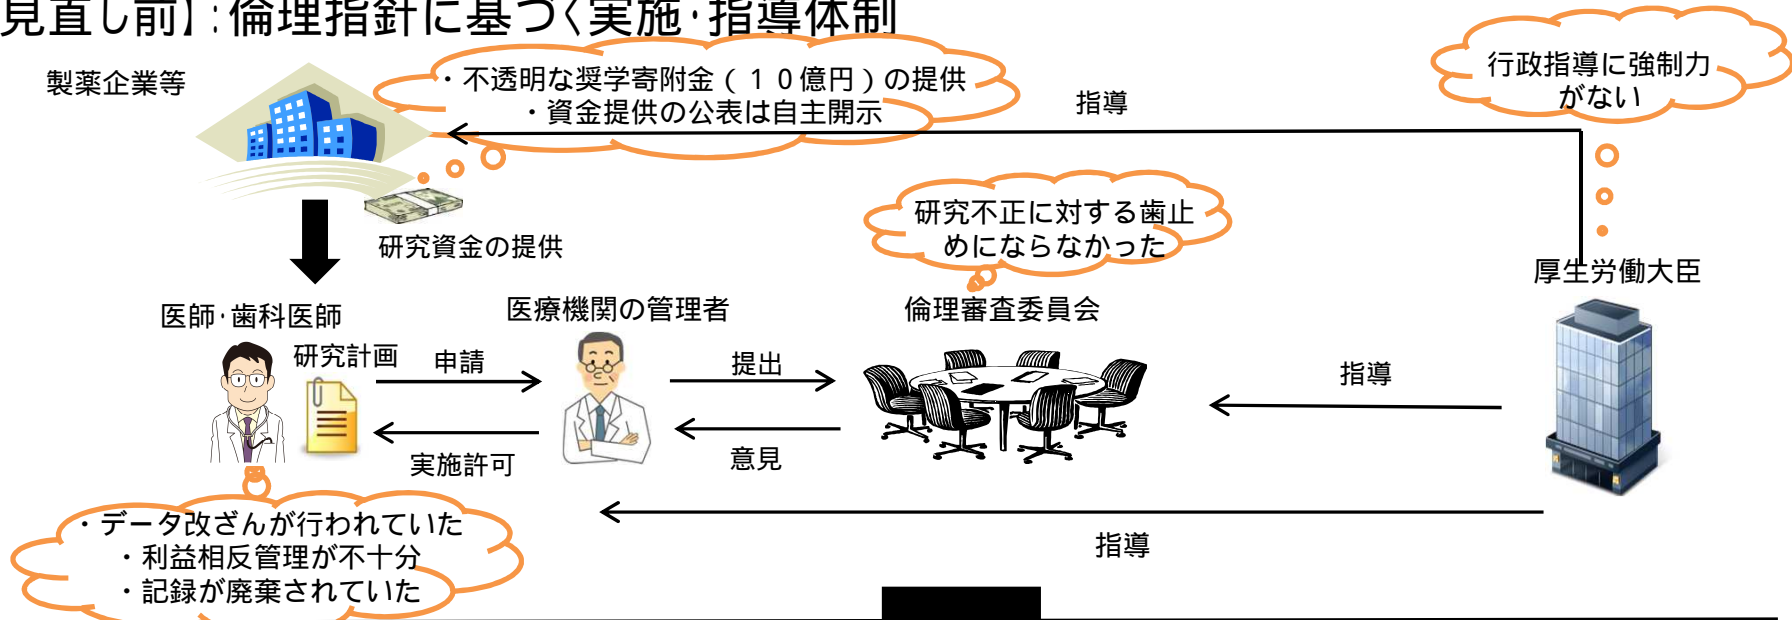 見直し前】:倫理指針に基づく実施・指導体制
製薬企業等
・不透明な奨学寄附金（１０億円）の提供
・資金提供の公表は自主開示
指導
行政指導に強制力
がない
研究資金の提供
研究不正に対する歯止
めにならなかった
厚生労働大臣
医師・歯科医師
医療機関の管理者
倫理審査委員会
研究計画
申請
提出
指導
実施許可
意見
指導
・データ改ざんが行われていた
・利益相反管理が不十分
・記録が廃棄されていた